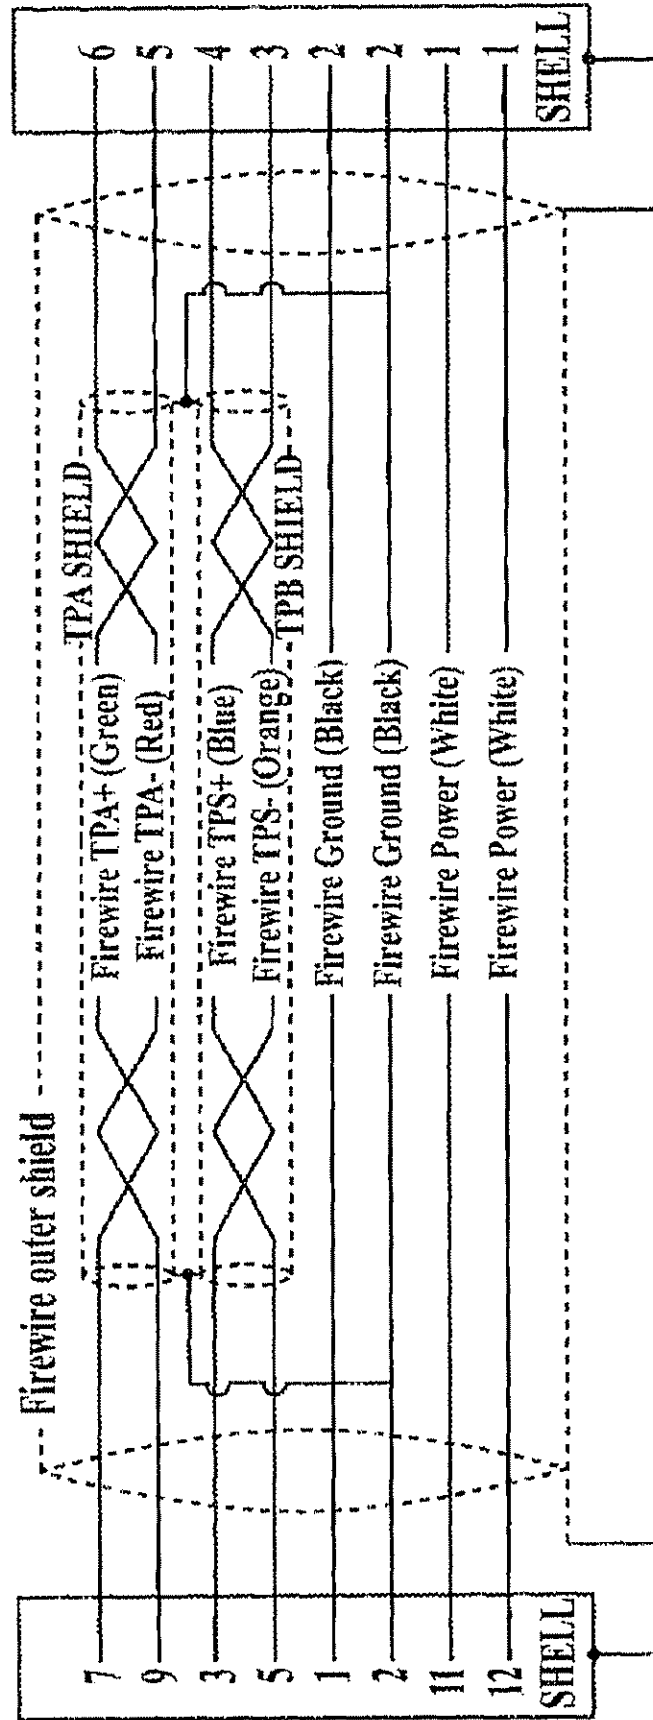 Firewire outer shield
TPA SHIELD
7
Firewire TPA+ (Green)
6
9
Firewire TPA- (Red)
5
3
Firewire TPS+ (Blue)
4
5
Firewire TPS- (Orange)
3
TPB SHIELD
1
Firewire Ground (Black)
2
2
Firewire Ground (Black)
2
11
Firewire Power (White)
1
12
Firewire Power (White)
1
SHELL
SHELL